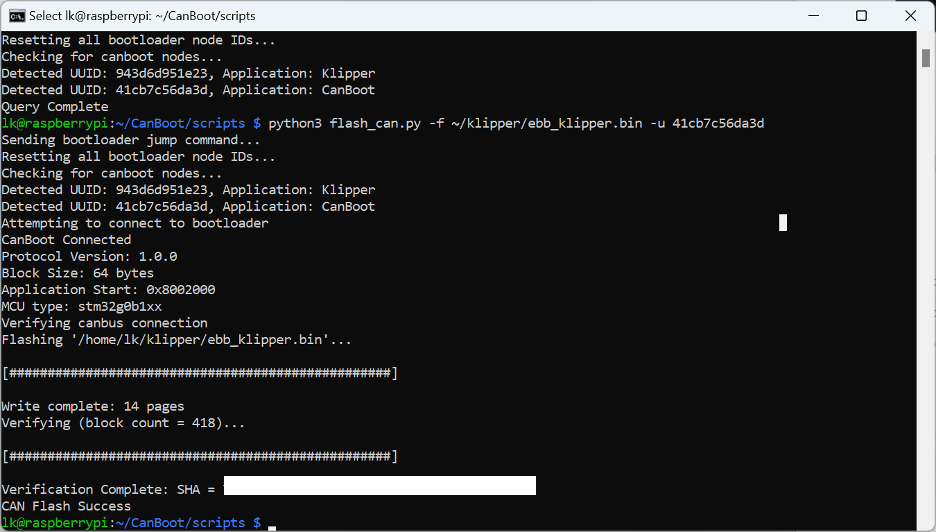 Select lk@raspberrypi: ~/CanBoot/scripts
Resetting all bootloader node IDs...
Checking for canboot nodes...
Detected UUID: 943d6d951e23, Application: Klipper
Detected UUID: 41cb7c56da3d, Application: CanBoot
Query Complete
lk@raspberrypi:~/CanBoot/scripts $ python3 flash_can.py -f ~/klipper/ebb_klipper.bin -u 41cb7c56da3d
Sending bootloader jump command...
Resetting all bootloader node IDs...
Checking for canboot nodes...
Detected UUID: 943d6d951e23, Application: Klipper
Detected UUID: 41cb7c56da3d, Application: CanBoot
Attempting to connect to bootloader
CanBoot Connected
Protocol Version: 1.0.0
Block Size: 64 bytes
Application Start: 0x8002000
MCU type: stm32g0b1xx
Verifying canbus connection
Flashing '/home/lk/klipper/ebb_klipper.bin'...
[##################################################]
Write complete: 14 pages
Verifying (block count = 418)...
[##################################################]
Verification Complete: SHA =
CAN Flash Success
lk@raspberrypi:~/CanBoot/scripts $